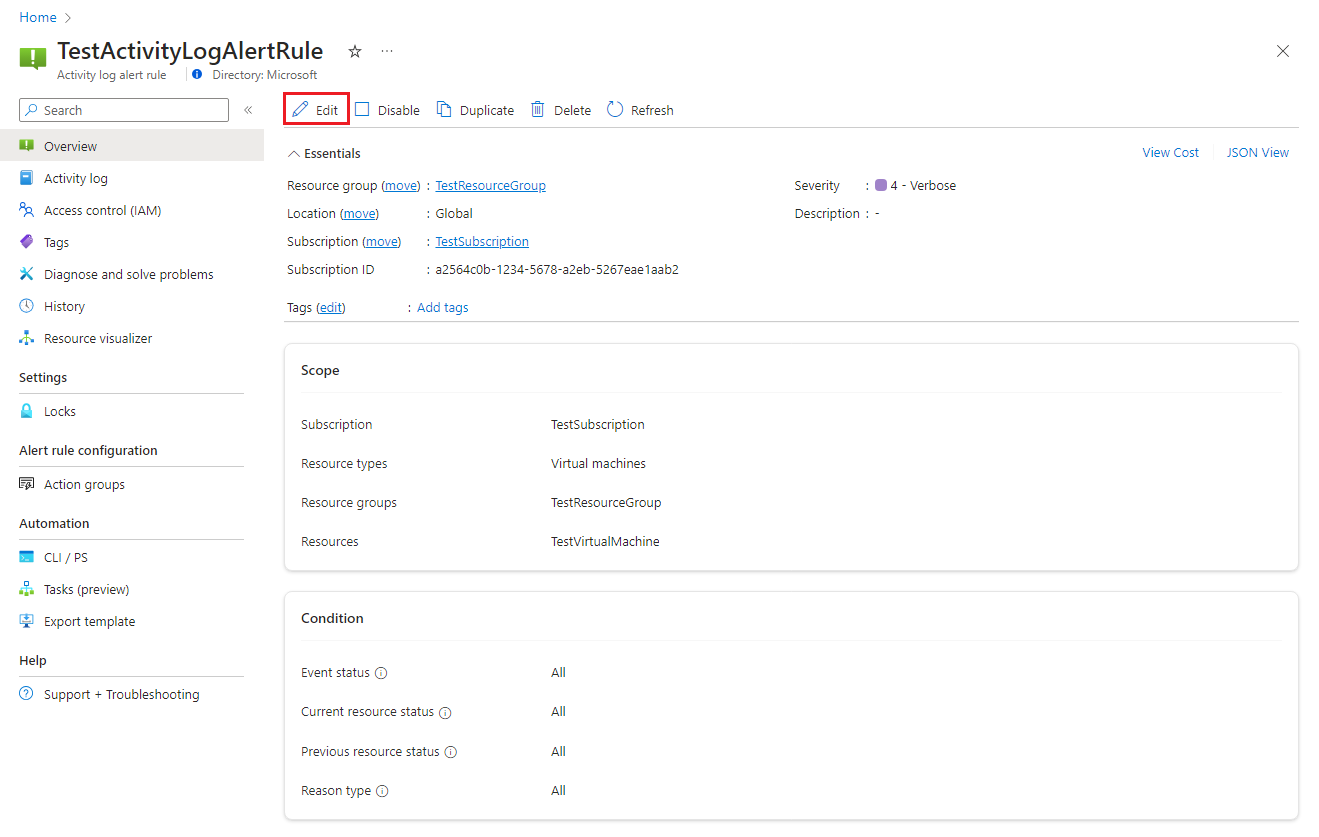 Home
TestActivityLogAlertRule
Activity log alert rule
Directory: Microsoft
Search
Overview
Activity log
Access control (IAM)
Tags
Diagnose and solve problems
History
Resource visualizer
Settings
Locks
Alert rule configuration
Action groups
Automation
CLI / PS
Tasks (preview)
Export template
Help
Support + Troubleshooting
Edit Disable Duplicate Delete Refresh
Essentials
View Cost JSON View
Resource group (move) : TestResourceGroup
Location (move) : Global
Subscription (move) : TestSubscription
Subscription ID : a2564c0b-1234-5678-a2eb-5267eae1aab2
Severity : 4 - Verbose
Description : -
Tags (edit) : Add tags
Scope
Subscription TestSubscription
Resource types Virtual machines
Resource groups TestResourceGroup
Resources TestVirtualMachine
Condition
Event status All
Current resource status All
Previous resource status All
Reason type All